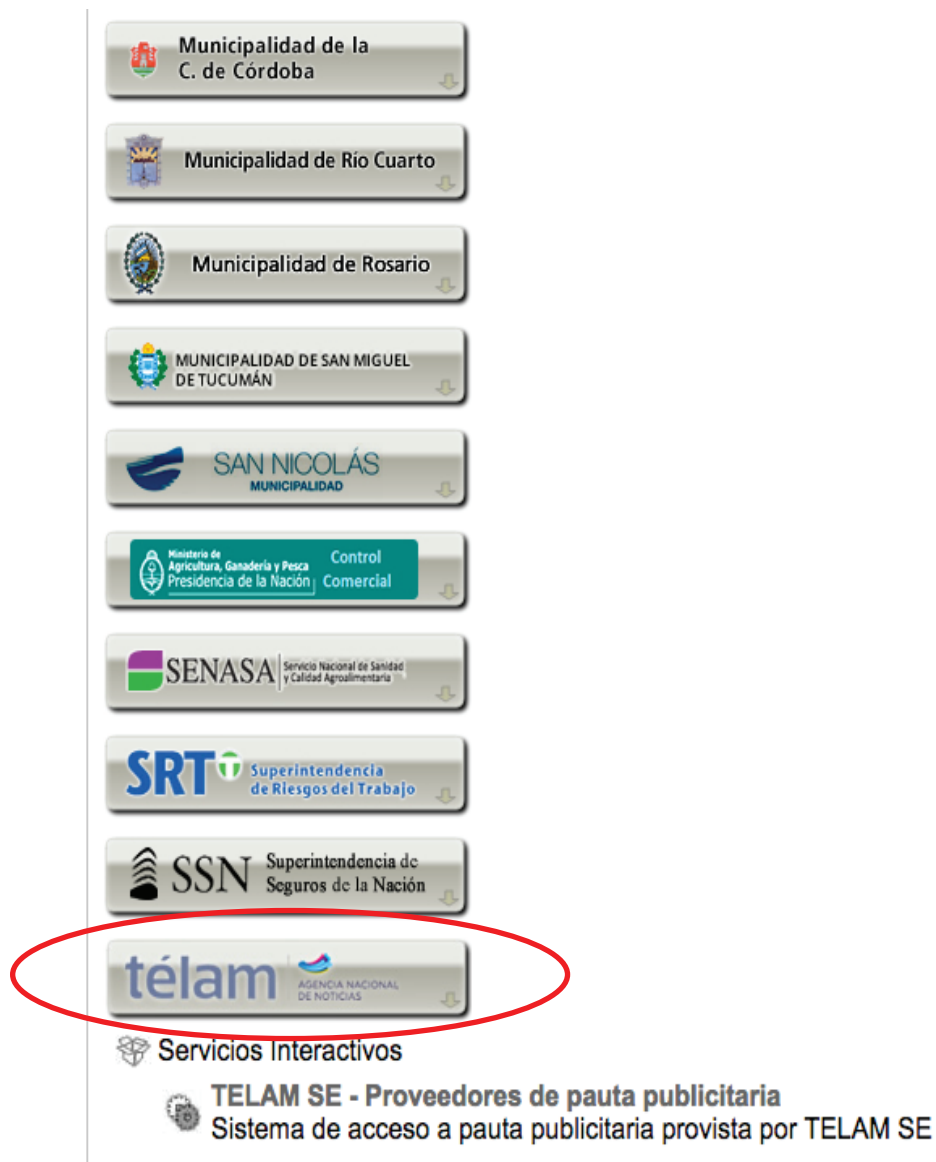 Municipalidad de la
C. de Córdoba
Municipalidad de Río Cuarto
Municipalidad de Rosario
MUNICIPALIDAD DE SAN MIGUEL
DE TUCUMÁN
SAN NICOLÁS
MUNICIPALIDAD
Ministerio de
Agricultura, Ganadería y Pesca
Presidencia de la Nación
Control
Comercial
SENASA
Servicio Nacional de Sanidad
y Calidad Agroalimentaria
SRT
Superintendencia
de Riesgos del Trabajo
SSN
Superintendencia de
Seguros de la Nación
télam
AGENCIA NACIONAL
DE NOTICIAS
Servicios Interactivos
TELAM SE - Proveedores de pauta publicitaria
Sistema de acceso a pauta publicitaria provista por TELAM SE